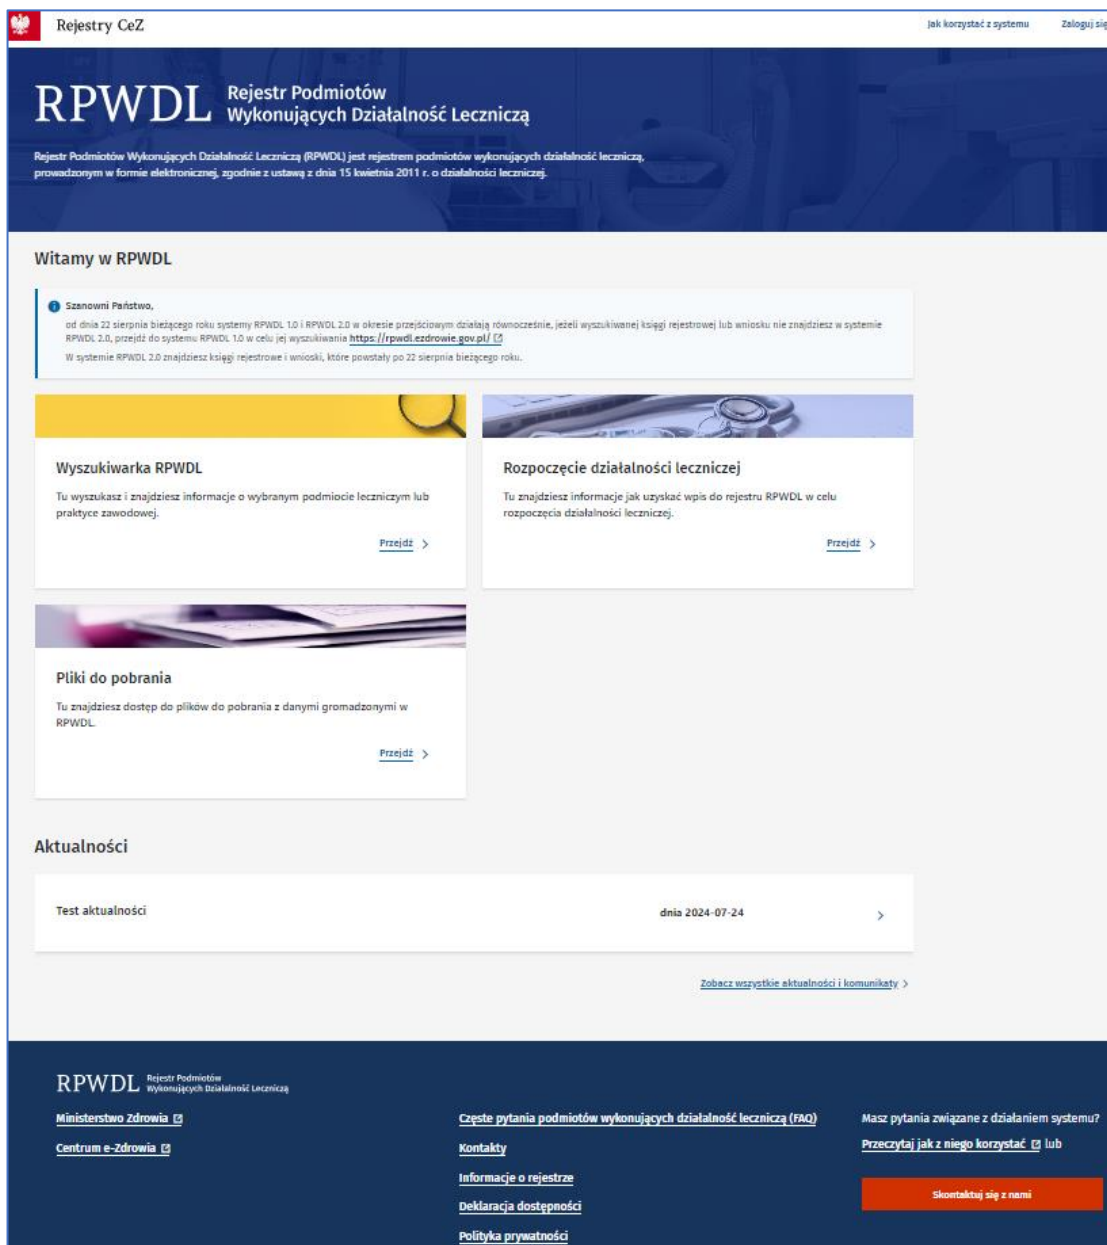 Rejestry CeZ
Jak korzystać z systemu
Zaloguj się
RPWDL
Rejestr Podmiotów
Wykonujących Działalność Leczniczą
Rejestr Podmiotów Wykonujących Działalność Leczniczą (RPWDL) jest rejestrem podmiotów wykonujących działalność leczniczą,
prowadzonym w formie elektronicznej, zgodnie z ustawą z dnia 15 kwietnia 2011 r. o działalności leczniczej.
Witamy w RPWDL
Szanowni Państwo,
od dnia 22 sierpnia bieżącego roku systemy RPWDL 1.0 i RPWDL 2.0 w okresie przejściowym działają równocześnie, jeżeli wyszukiwanej księgi rejestrowej lub wniosku nie znajdziesz w systemie
RPWDL 2.0, przejdź do systemu RPWDL 1.0 w celu jej wyszukiwania https://rpwdl.ezdrowie.gov.pl/
W systemie RPWDL 2.0 znajdziesz księgi rejestrowe i wnioski, które powstały po 22 sierpnia bieżącego roku.
Wyszukiwarka RPWDL
Tu wyszukasz i znajdziesz informacje o wybranym podmiocie leczniczym lub
praktyce zawodowej.
Przejdź
Rozpoczęcie działalności leczniczej
Tu znajdziesz informacje jak uzyskać wpis do rejestru RPWDL w celu
rozpoczęcia działalności leczniczej.
Przejdź
Pliki do pobrania
Tu znajdziesz dostęp do plików do pobrania z danymi gromadzonymi w
RPWDL.
Przejdź
Aktualności
Test aktualności
dnia 2024-07-24
Zobacz wszystkie aktualności i komunikaty
RPWDL
Rejestr Podmiotów
Wykonujących Działalność Leczniczą
Ministerstwo Zdrowia
Centrum e-Zdrowia
Częste pytania podmiotów wykonujących działalność leczniczą (FAQ)
Kontakty
Informacje o rejestrze
Deklaracja dostępności
Polityka prywatności
Masz pytania związane z działaniem systemu?
Przeczytaj jak z niego korzystać lub
Skontaktuj się z nami